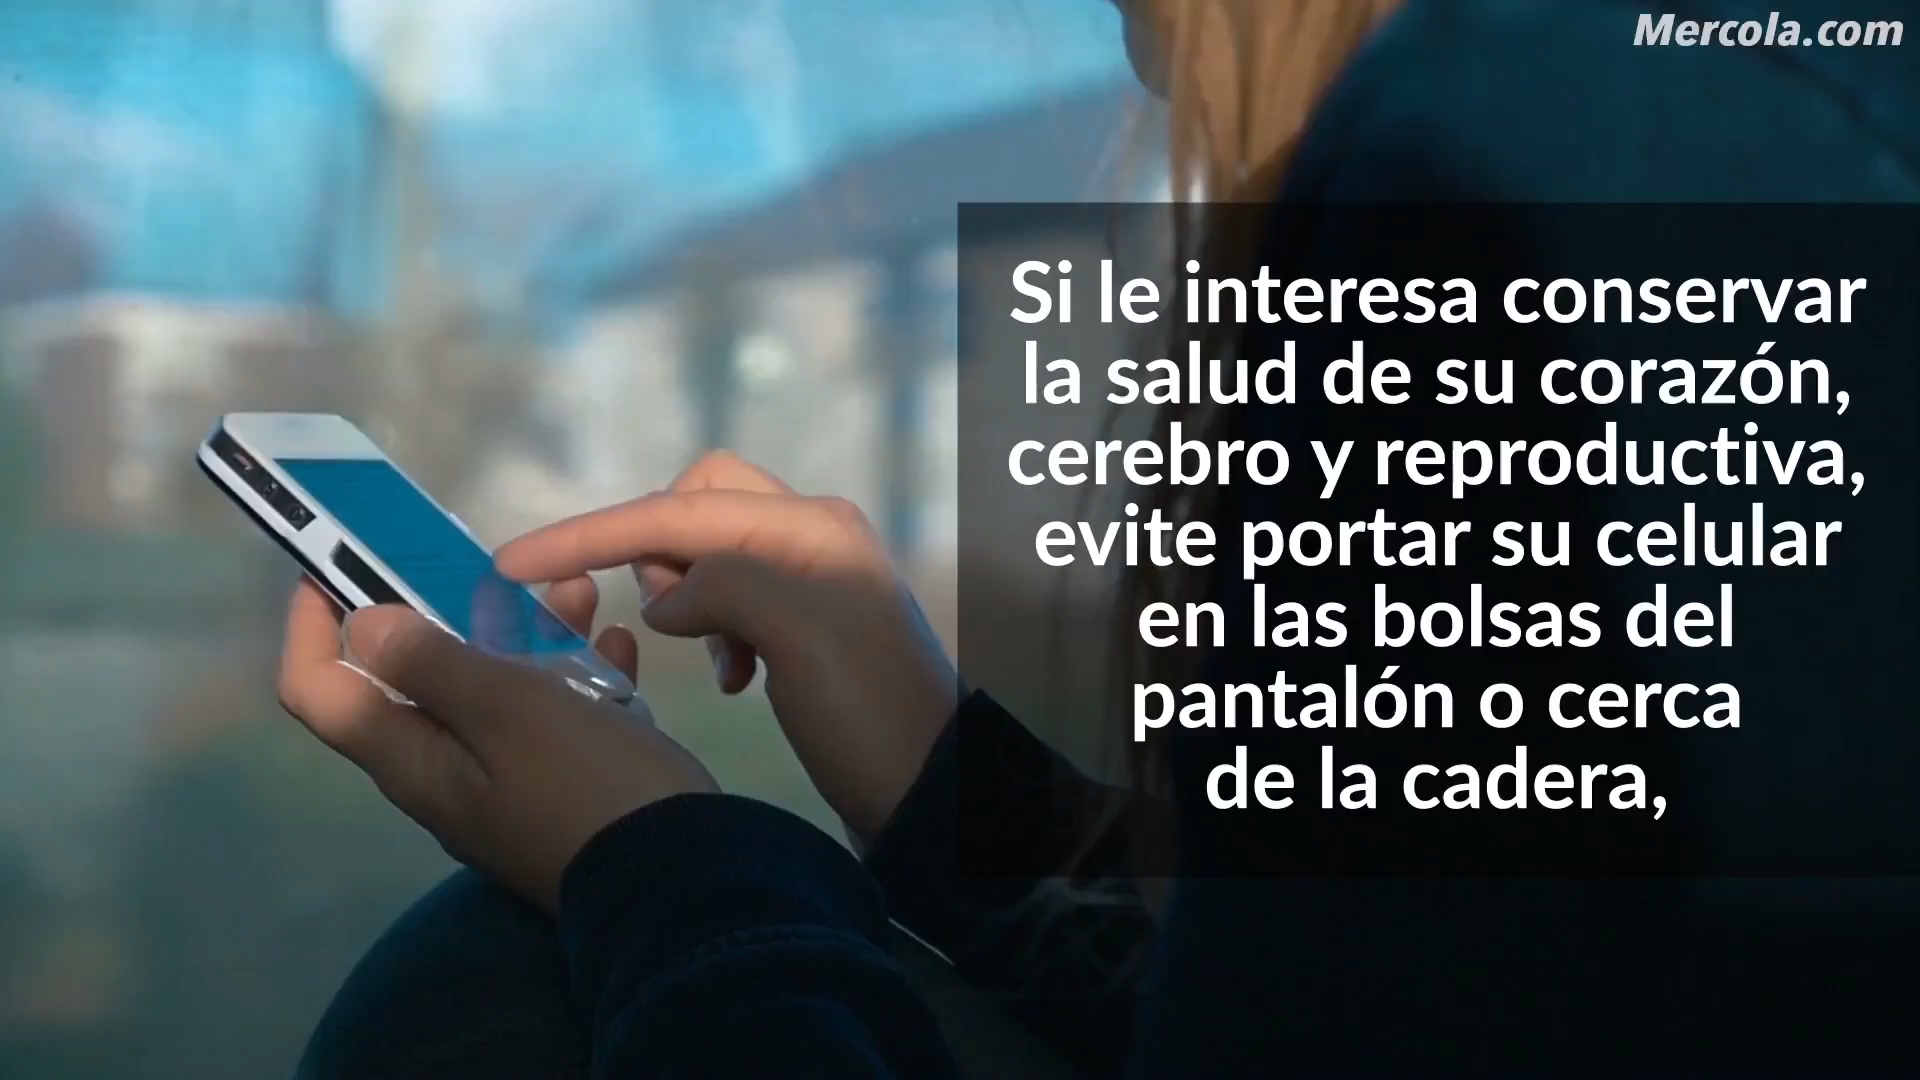 Mercola.com
Si le interesa conservar
la salud de su corazón,
cerebro y reproductiva,
evite portar su celular
en las bolsas del
pantalón o cerca
de la cadera,